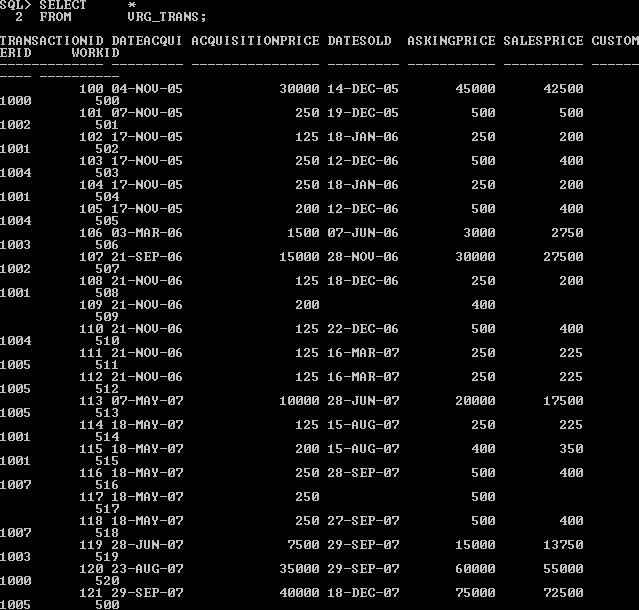 SQL> SELECT *
2 FROM VRG_TRANS;
TRANSACTIONID DATEACQUI ACQUISITIONPRICE DATESOLD ASKINGPRICE SALESPRICE CUSTOM
ERID WORKID
------------- --------- ---------------- --------- ----------- ---------- ------
---- ----------
100 04-NOV-05 30000 14-DEC-05 45000 42500
1000 500
101 07-NOV-05 250 19-DEC-05 500 500
1002 501
102 17-NOV-05 125 18-JAN-06 250 200
1001 502
103 17-NOV-05 250 12-DEC-06 500 400
1004 503
104 17-NOV-05 250 18-JAN-06 250 200
1001 504
105 17-NOV-05 200 12-DEC-06 500 400
1004 505
106 03-MAR-06 1500 07-JUN-06 3000 2750
1003 506
107 21-SEP-06 15000 28-NOV-06 30000 27500
1002 507
108 21-NOV-06 125 18-DEC-06 250 200
1001 508
109 21-NOV-06 200 400
509
110 21-NOV-06 125 22-DEC-06 500 400
1004 510
111 21-NOV-06 125 16-MAR-07 250 225
1005 511
112 21-NOV-06 125 16-MAR-07 250 225
1005 512
113 07-MAY-07 10000 28-JUN-07 20000 17500
1005 513
114 18-MAY-07 125 15-AUG-07 250 225
1001 514
115 18-MAY-07 200 15-AUG-07 400 350
1001 515
116 18-MAY-07 250 28-SEP-07 500 400
1007 516
117 18-MAY-07 250 500
517
118 18-MAY-07 250 27-SEP-07 500 400
1007 518
119 28-JUN-07 7500 29-SEP-07 15000 13750
1003 519
120 23-AUG-07 35000 29-SEP-07 60000 55000
1000 520
121 29-SEP-07 40000 18-DEC-07 75000 72500
1005 500